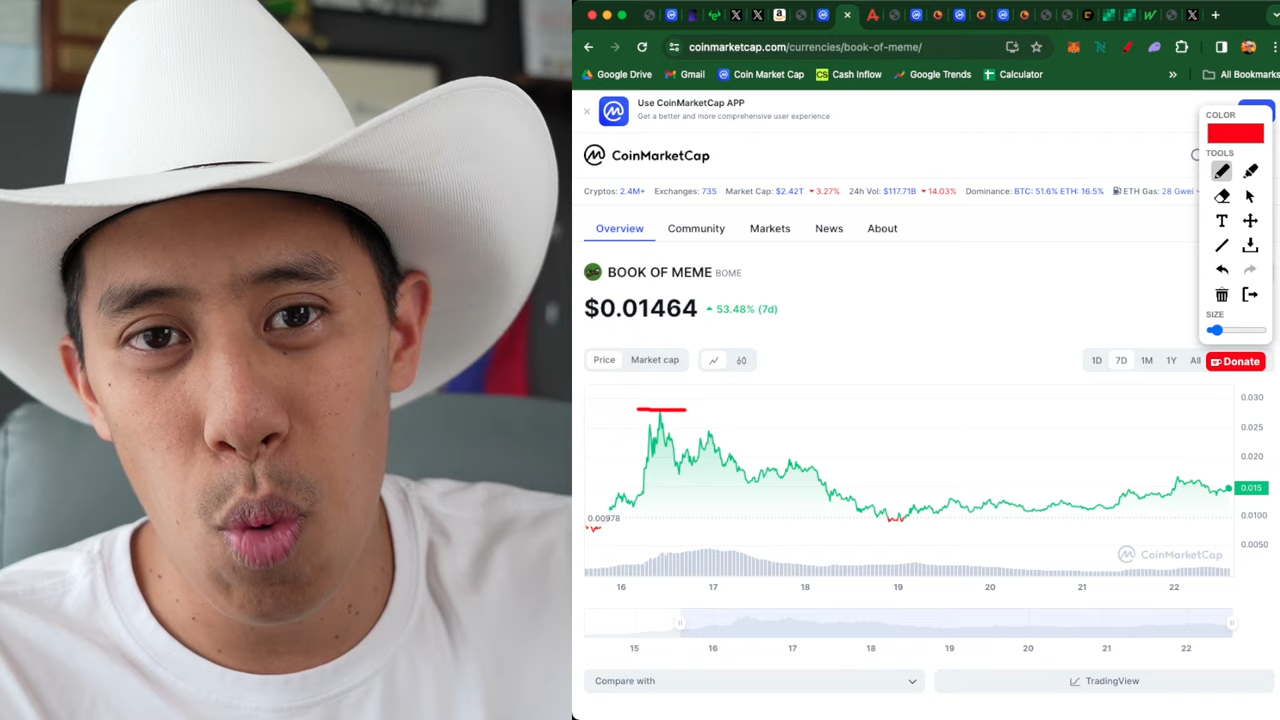 coinmarketcap.com/currencies/book-of-meme/
Google Drive Gmail Coin Market Cap CS Cash Inflow Google Trends Calculator » All Bookmarks
Use CoinMarketCap APP
Get a better and more comprehensive user experience
COLOR
CoinMarketCap
TOOLS
Cryptos: 2.4M+ Exchanges: 735 Market Cap: $2.42T 3.27% 24h Vol: $117.71B 14.03% Dominance: BTC: 51.6% ETH: 16.5% ETH Gas: 28 Gwei
Overview Community Markets News About
BOOK OF MEME BOME
$0.01464 53.48% (7d)
SIZE
Price Market cap 1D 7D 1M 1Y All Donate
0.030
0.025
0.020
0.015
0.00978
0.0100
0.0050
CoinMarketCap
16 17 18 19 20 21 22
15 16 17 18 19 20 21 22
Compare with TradingView